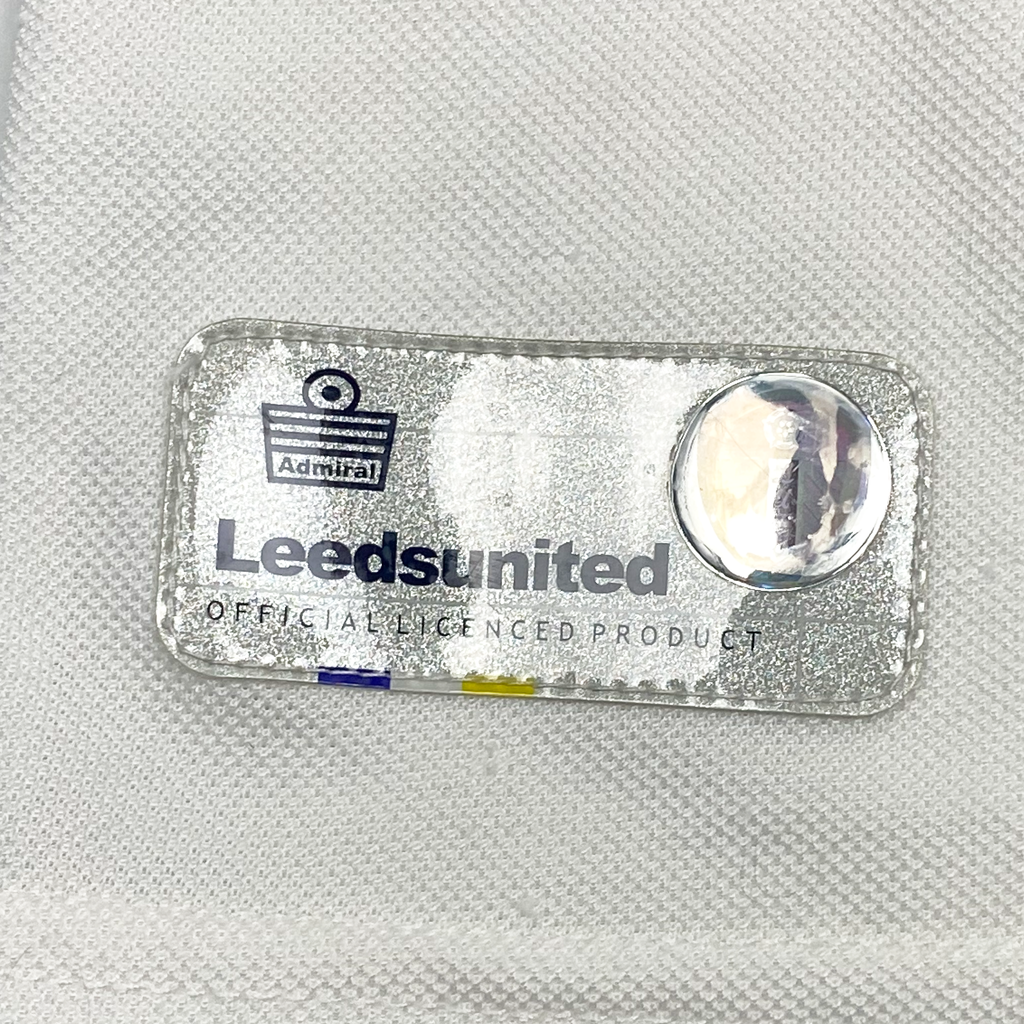 Admiral
Leedsunited
OFFICIAL LICENCED PRODUCT